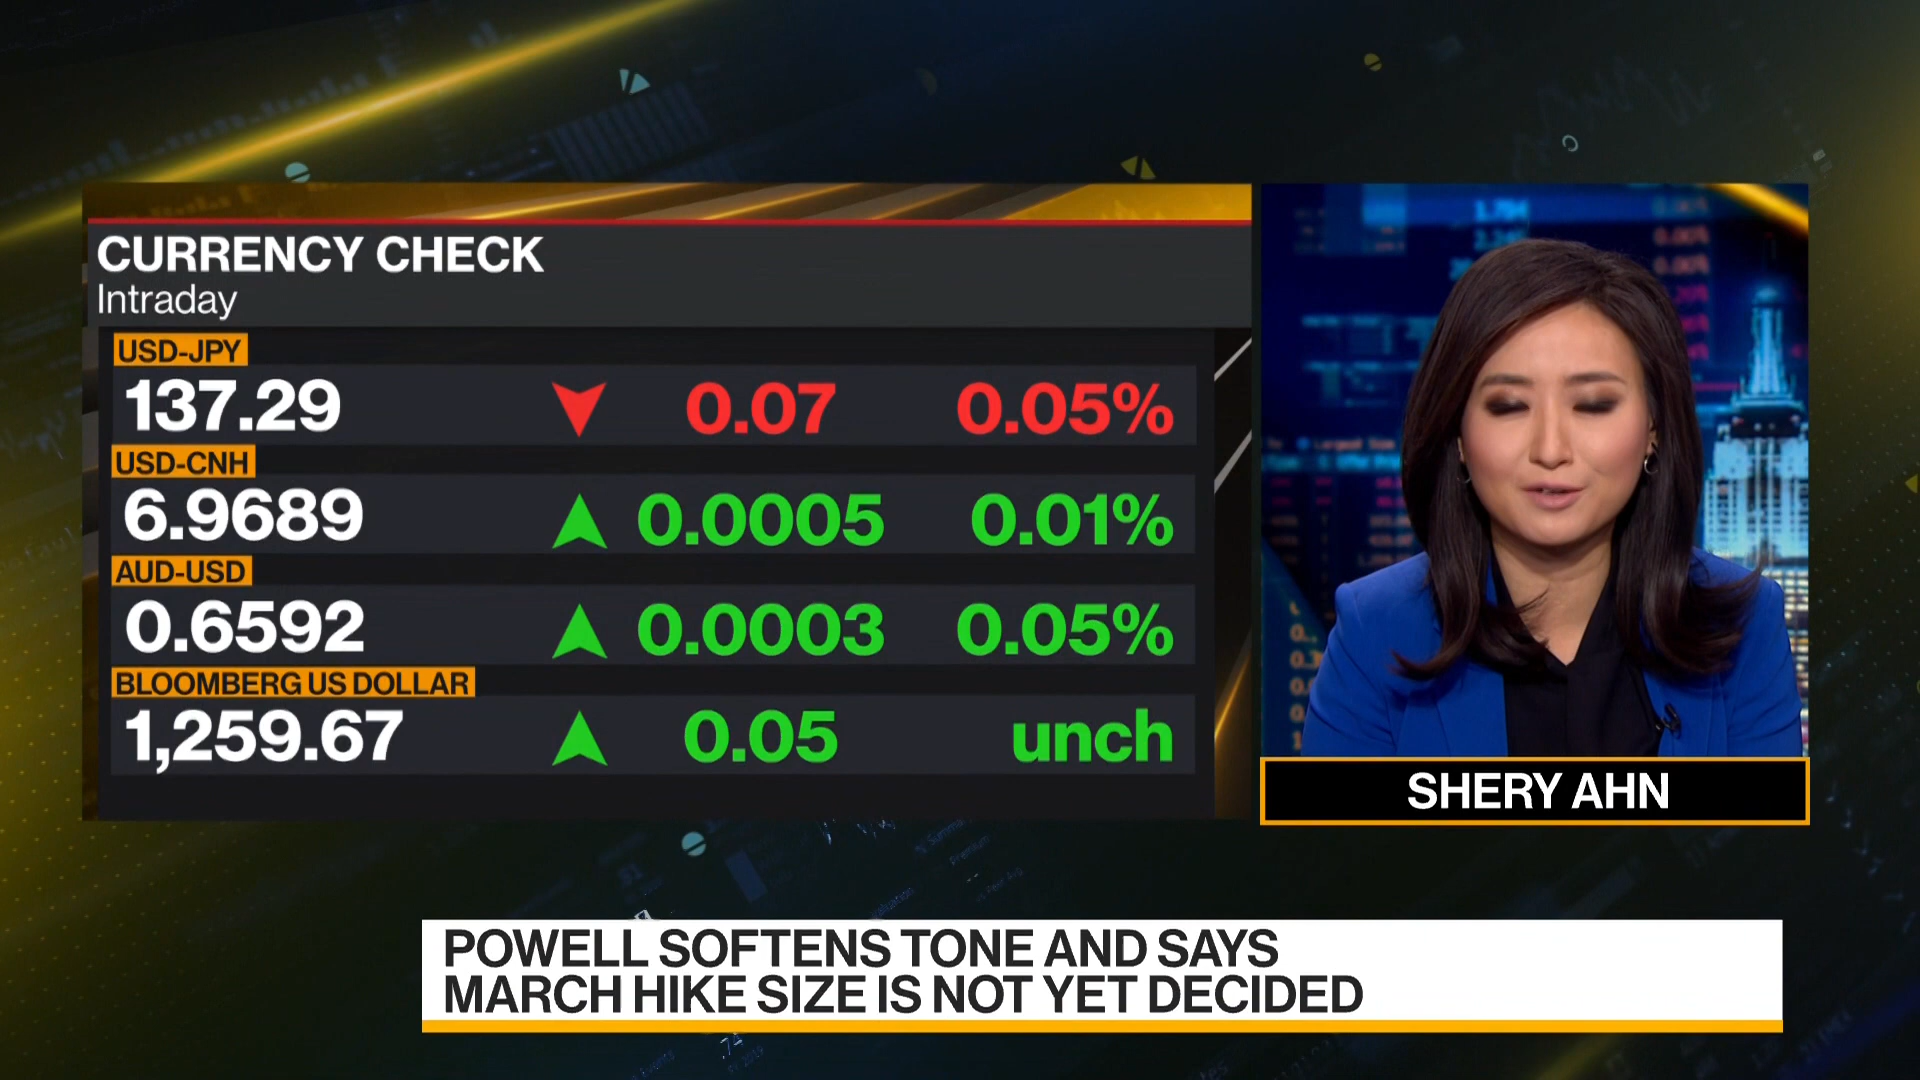 CURRENCY CHECK
Intraday
USD-JPY
137.29 0.07 0.05%
USD-CNH
6.9689 0.0005 0.01%
AUD-USD
0.6592 0.0003 0.05%
BLOOMBERG US DOLLAR
1,259.67 0.05 unch
SHERY AHN
POWELL SOFTENS TONE AND SAYS
MARCH HIKE SIZE IS NOT YET DECIDED